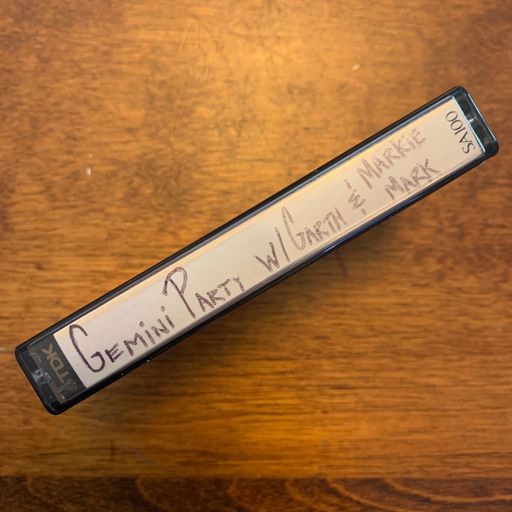 TDK
Gemini Party w/ Garth & Markie
Mark
SA100